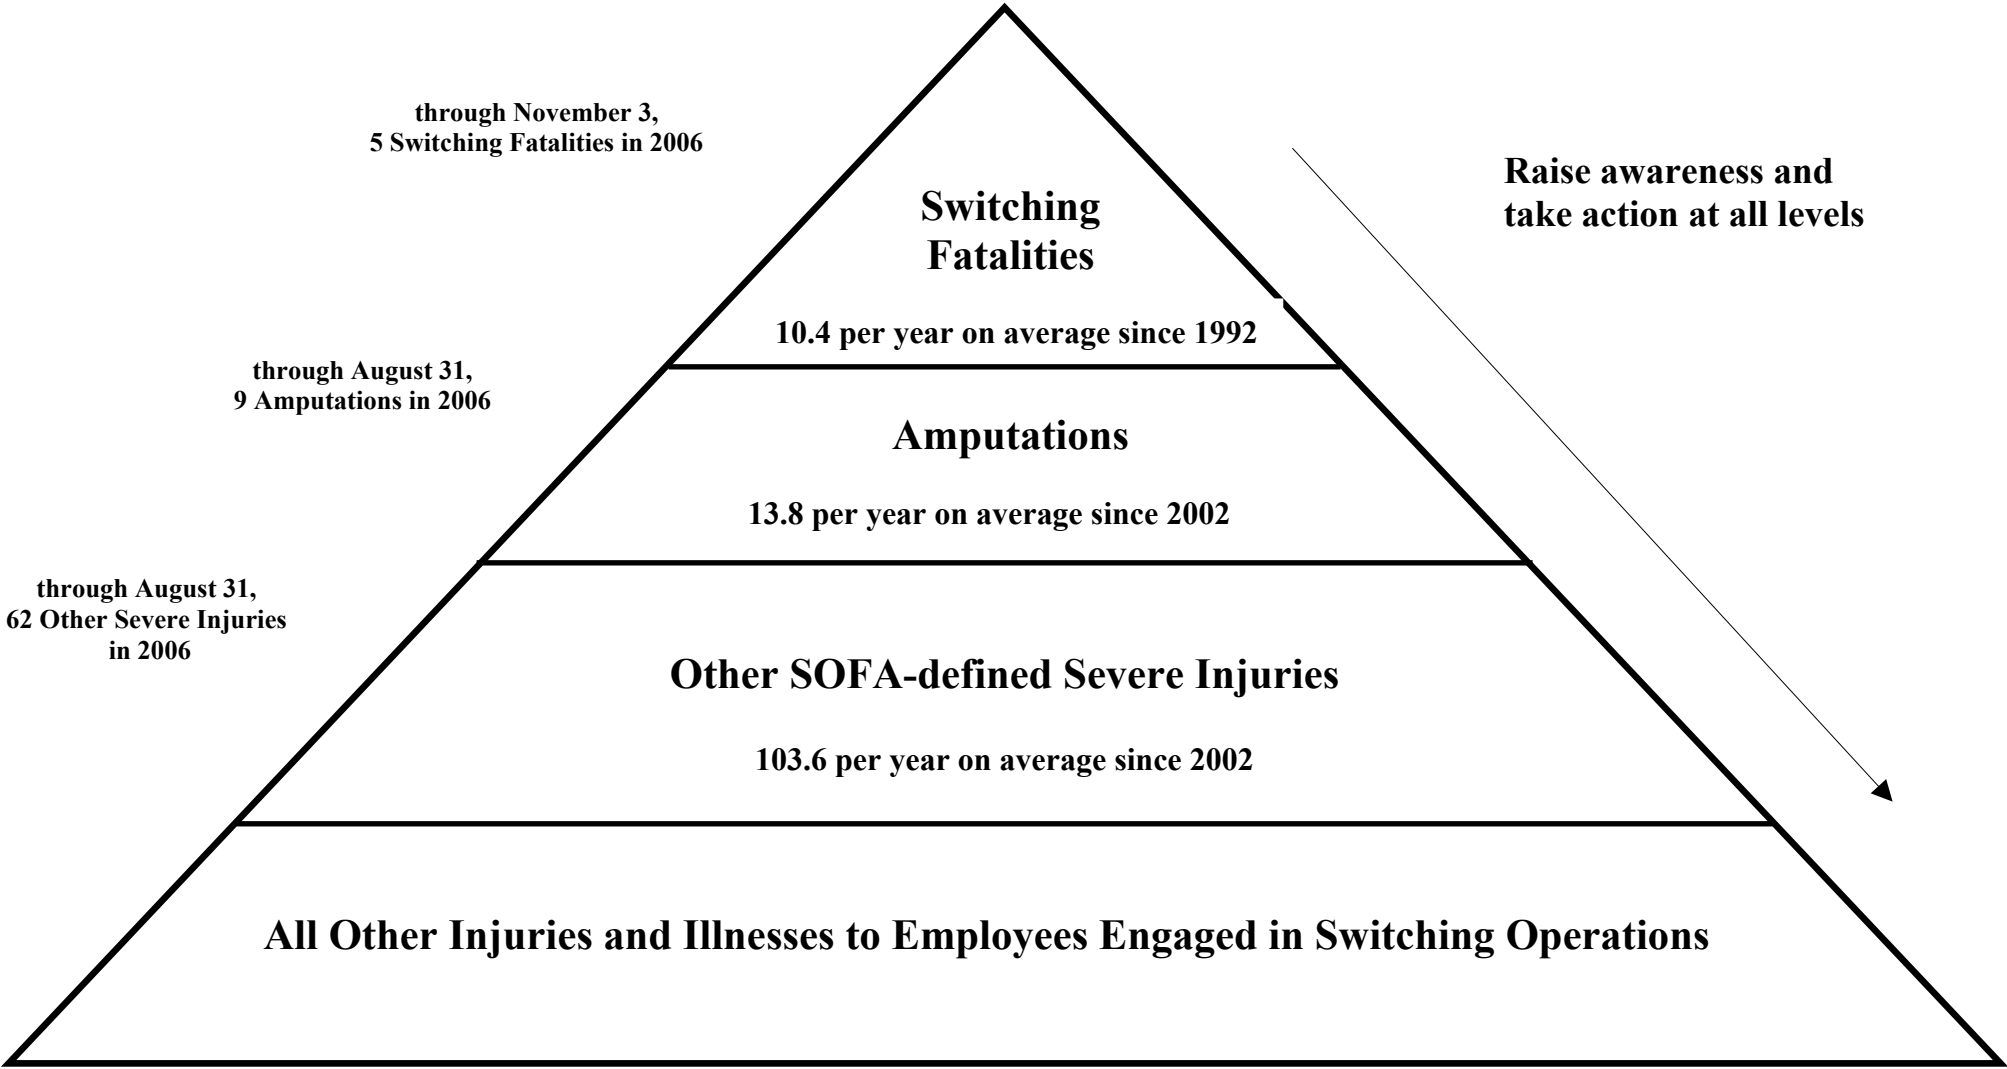 through November 3,
5 Switching Fatalities in 2006
Raise awareness and
take action at all levels
Switching
Fatalities
10.4 per year on average since 1992
through August 31,
9 Amputations in 2006
Amputations
13.8 per year on average since 2002
through August 31,
62 Other Severe Injuries
in 2006
Other SOFA-defined Severe Injuries
103.6 per year on average since 2002
All Other Injuries and Illnesses to Employees Engaged in Switching Operations